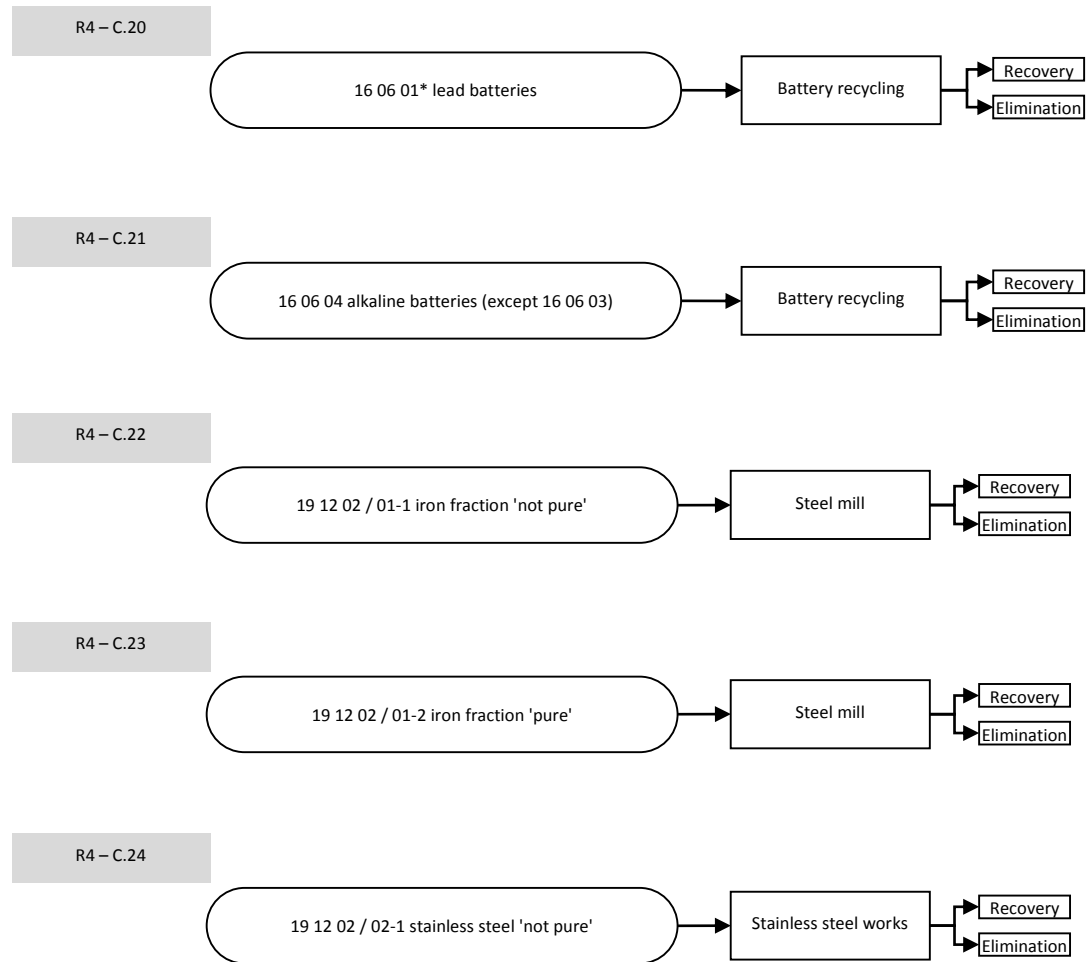 R4 – C.20
16 06 01* lead batteries
Battery recycling
Recovery
Elimination
R4 – C.21
16 06 04 alkaline batteries (except 16 06 03)
Battery recycling
Recovery
Elimination
R4 – C.22
19 12 02 / 01-1 iron fraction 'not pure'
Steel mill
Recovery
Elimination
R4 – C.23
19 12 02 / 01-2 iron fraction 'pure'
Steel mill
Recovery
Elimination
R4 – C.24
19 12 02 / 02-1 stainless steel 'not pure'
Stainless steel works
Recovery
Elimination